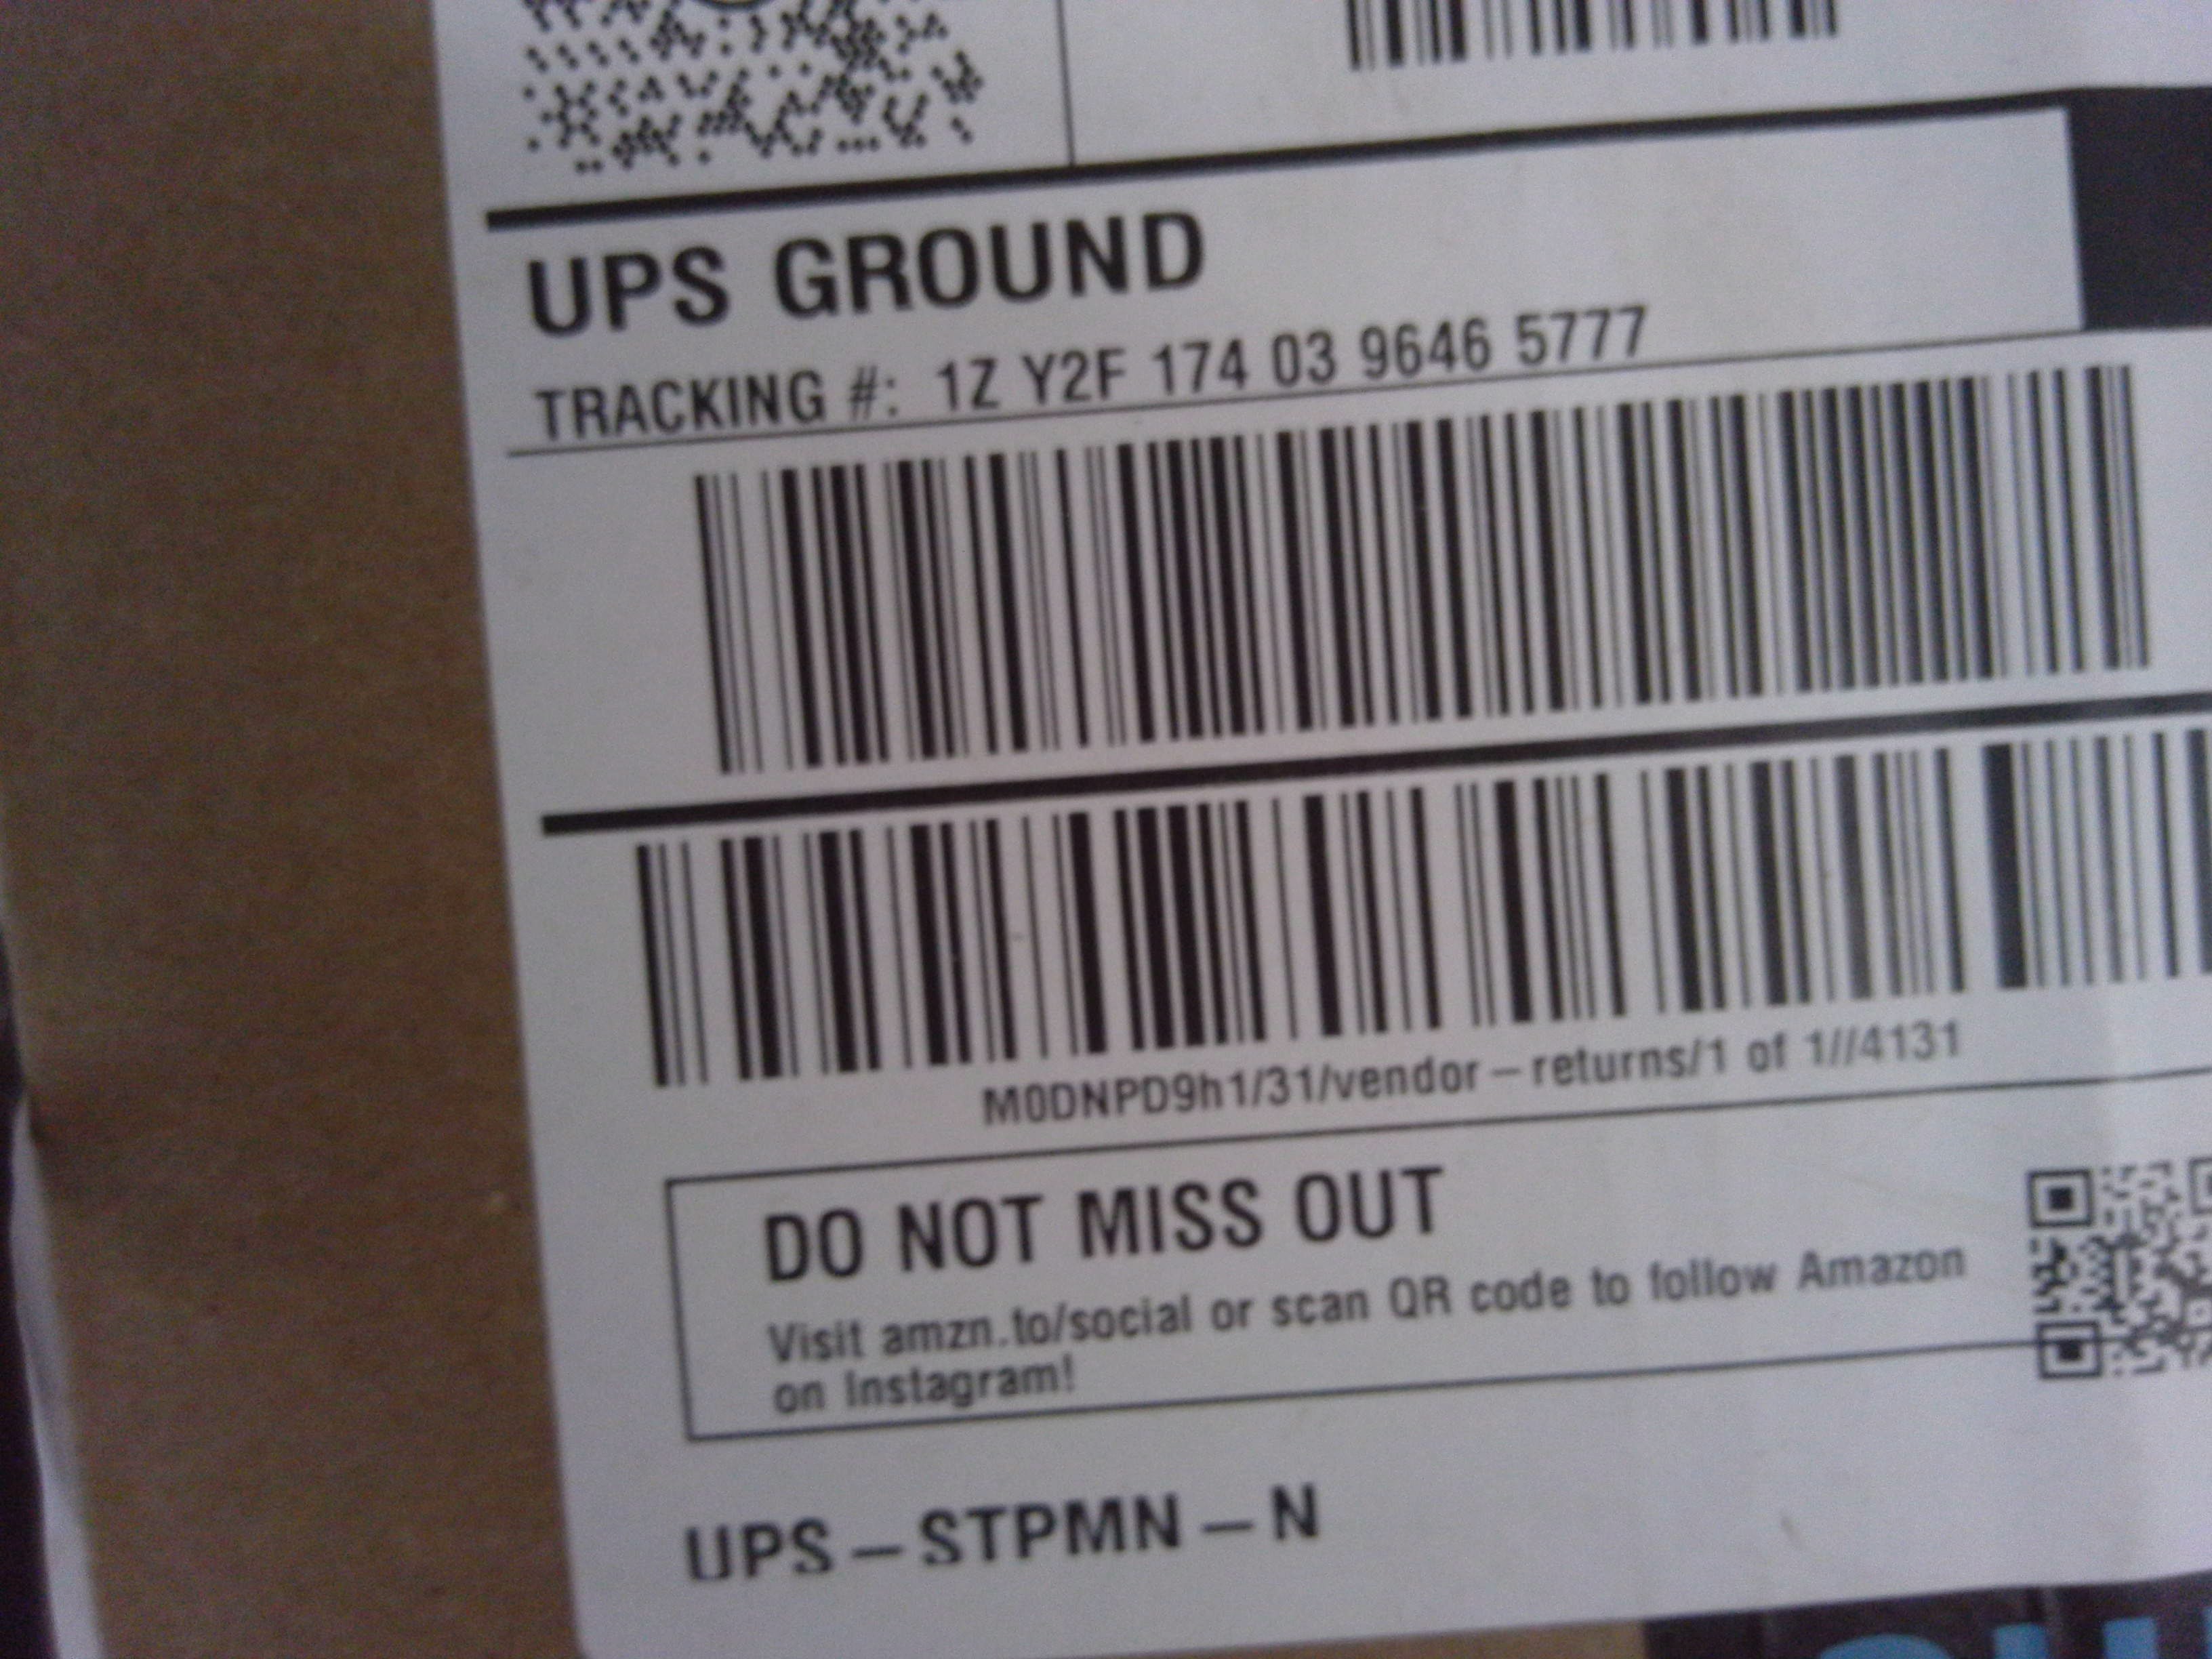 UPS GROUND
TRACKING #: 1Z Y2F 174 03 9646 5777
M0DNPD9h1/31/vendor-returns/1 of 1//4131
DO NOT MISS OUT
Visit amzn.to/social or scan QR code to follow Amazon
on Instagram!
UPS-STPMN-N